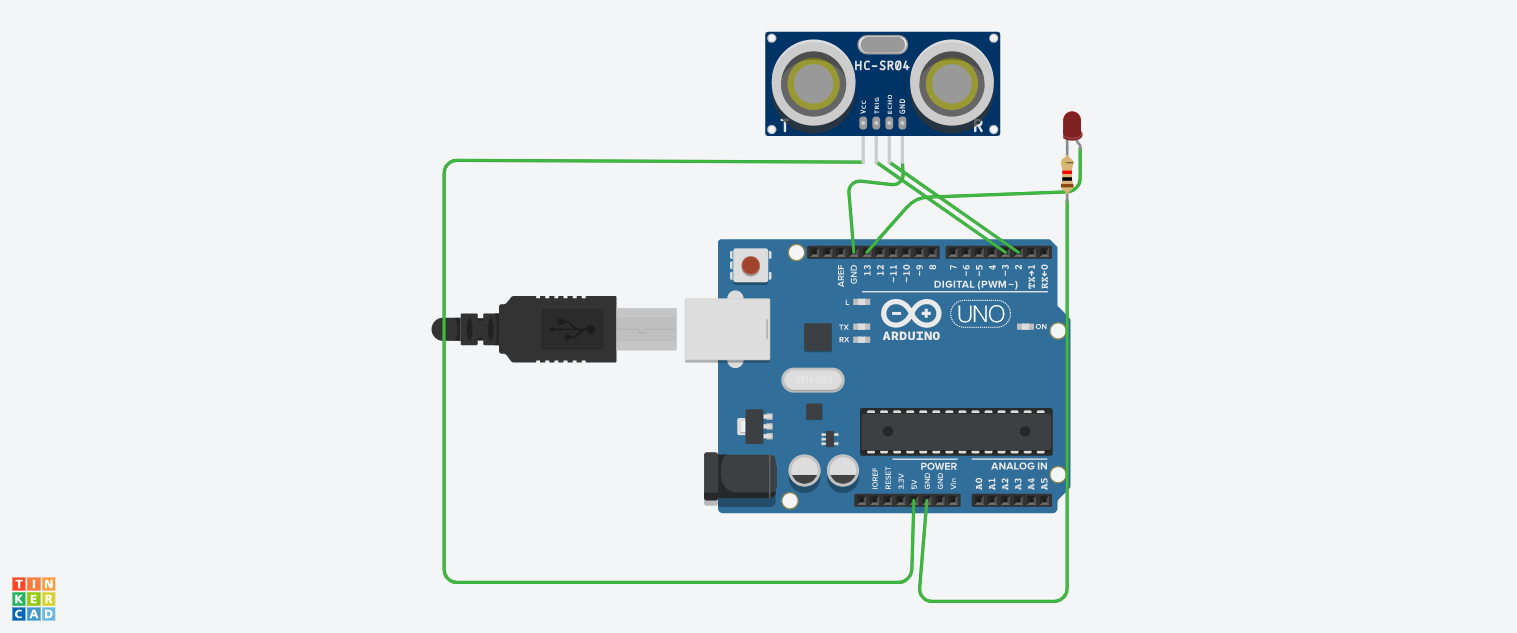 HC-SR04
VCC
TRIG
ECHO
GND
T
R
AREF
GND
13
12
~11
~10
~9
8
7
~6
~5
4
~3
2
TX→1
RX←0
DIGITAL (PWM~)
L
TX
RX
ARDUINO
UNO
ON
POWER
ANALOG IN
IOREF
RESET
3.3V
5V
GND
GND
Vin
A0
A1
A2
A3
A4
A5
TIN
KER
CAD